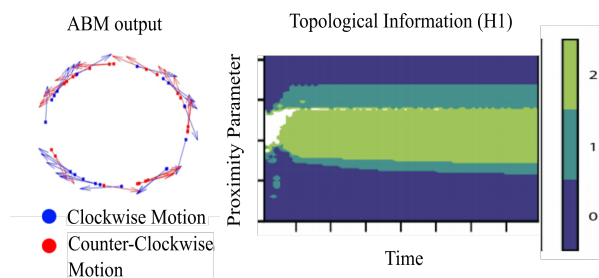 ABM output
Topological Information (H1)
Proximity Parameter
2
1
0
Time
Clockwise Motion
Counter-Clockwise
Motion